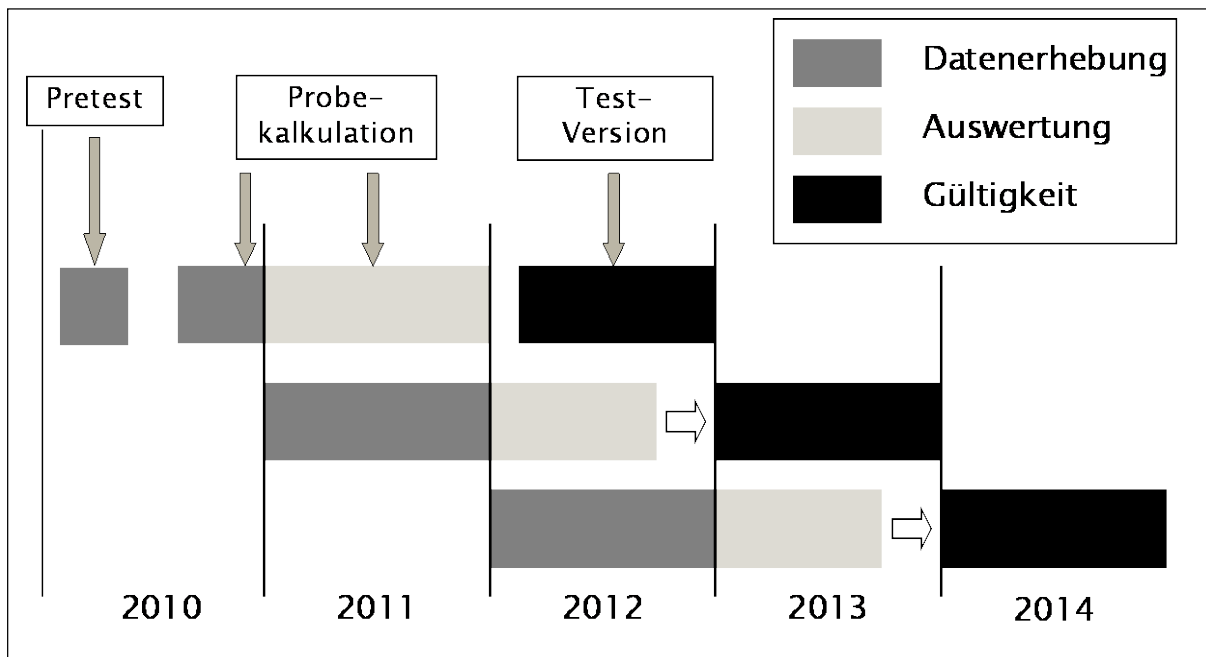 Datenerhebung
Auswertung
Gültigkeit
Pretest
Probe-
kalkulation
Test-
Version
2010
2011
2012
2013
2014